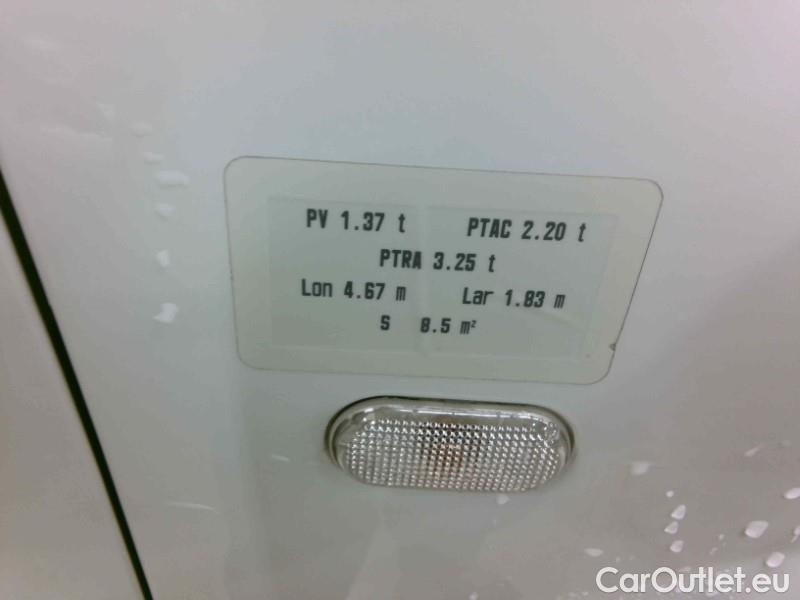 PV 1.37 t PTAC 2.20 t
PTRA 3.25 t
Lon 4.67 m Lar 1.83 m
S 8.5 m²
CarOutlet.eu